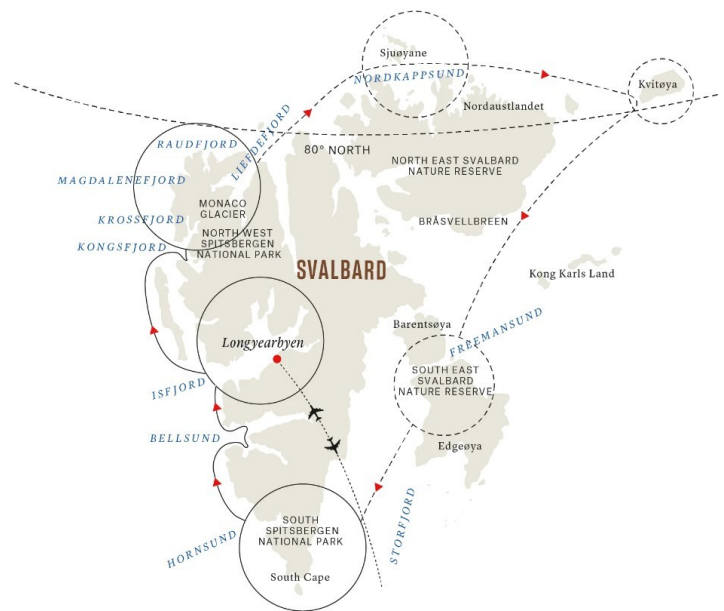 Sjuøyane
NORDKAPPSUND
Kvitøya
Nordaustlandet
LIEFDEFJORD
RAUDFJORD
80° NORTH
NORTH EAST SVALBARD
NATURE RESERVE
MAGDALENEFJORD
MONACO
GLACIER
KROSSFJORD
BRÅSVELLBREEN
NORTH WEST
SPITSBERGEN
NATIONAL PARK
KONGSFJORD
SVALBARD
Kong Karls Land
Barentsøya
FREEMANSUND
Longyearbyen
SOUTH EAST
SVALBARD
NATURE RESERVE
ISFJORD
BELLSUND
Edgeøya
STORFJORD
HORNSUND
SOUTH
SPITSBERGEN
NATIONAL PARK
South Cape